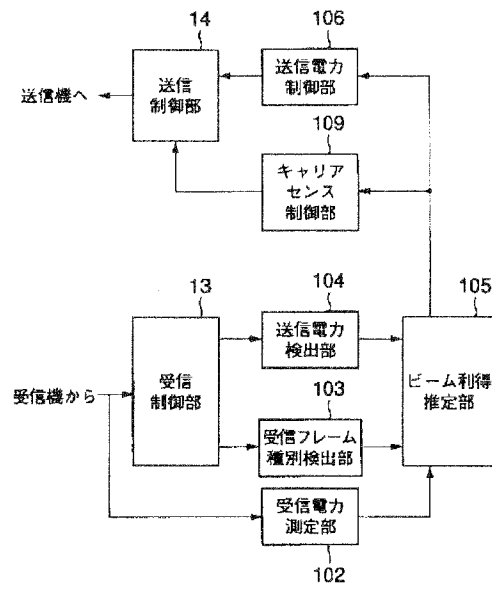 14
106
送信
制御部
送信電力
制御部
送信機へ
109
キャリア
センス
制御部
13
104
105
受信
制御部
送信電力
検出部
ビーム利得
推定部
受信機から
103
受信フレーム
種別検出部
受信電力
測定部
102